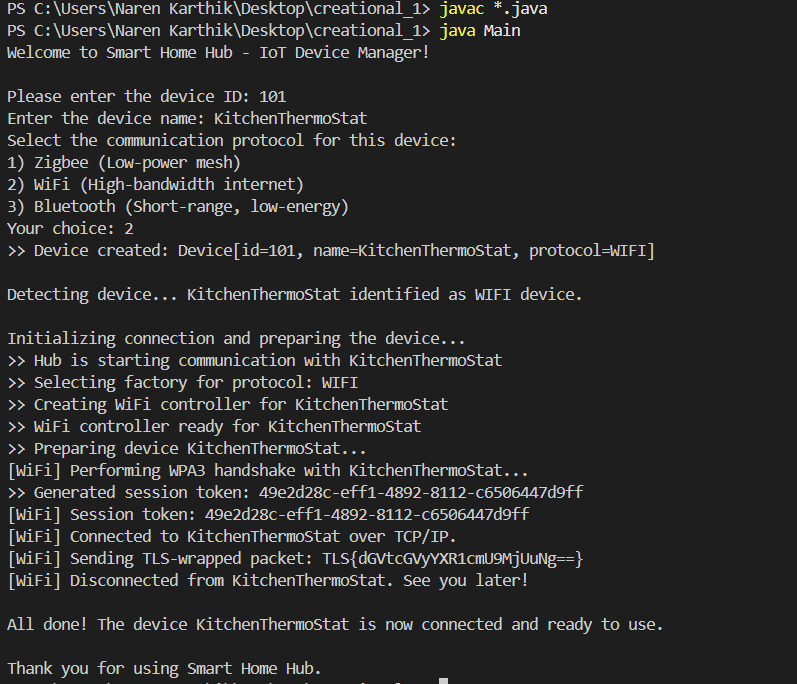 PS C:\Users\Naren Karthik\Desktop\creational_1> javac *.java
PS C:\Users\Naren Karthik\Desktop\creational_1> java Main
Welcome to Smart Home Hub - IoT Device Manager!
Please enter the device ID: 101
Enter the device name: KitchenThermoStat
Select the communication protocol for this device:
1) Zigbee (Low-power mesh)
2) WiFi (High-bandwidth internet)
3) Bluetooth (Short-range, low-energy)
Your choice: 2
>> Device created: Device[id=101, name=KitchenThermoStat, protocol=WIFI]
Detecting device... KitchenThermoStat identified as WIFI device.
Initializing connection and preparing the device...
>> Hub is starting communication with KitchenThermoStat
>> Selecting factory for protocol: WIFI
>> Creating WiFi controller for KitchenThermoStat
>> WiFi controller ready for KitchenThermoStat
>> Preparing device KitchenThermoStat...
[WiFi] Performing WPA3 handshake with KitchenThermoStat...
>> Generated session token: 49e2d28c-eff1-4892-8112-c6506447d9ff
[WiFi] Session token: 49e2d28c-eff1-4892-8112-c6506447d9ff
[WiFi] Connected to KitchenThermoStat over TCP/IP.
[WiFi] Sending TLS-wrapped packet: TLS{dGVtcGVyYXR1cmU9MjUuNg==}
[WiFi] Disconnected from KitchenThermoStat. See you later!
All done! The device KitchenThermoStat is now connected and ready to use.
Thank you for using Smart Home Hub.